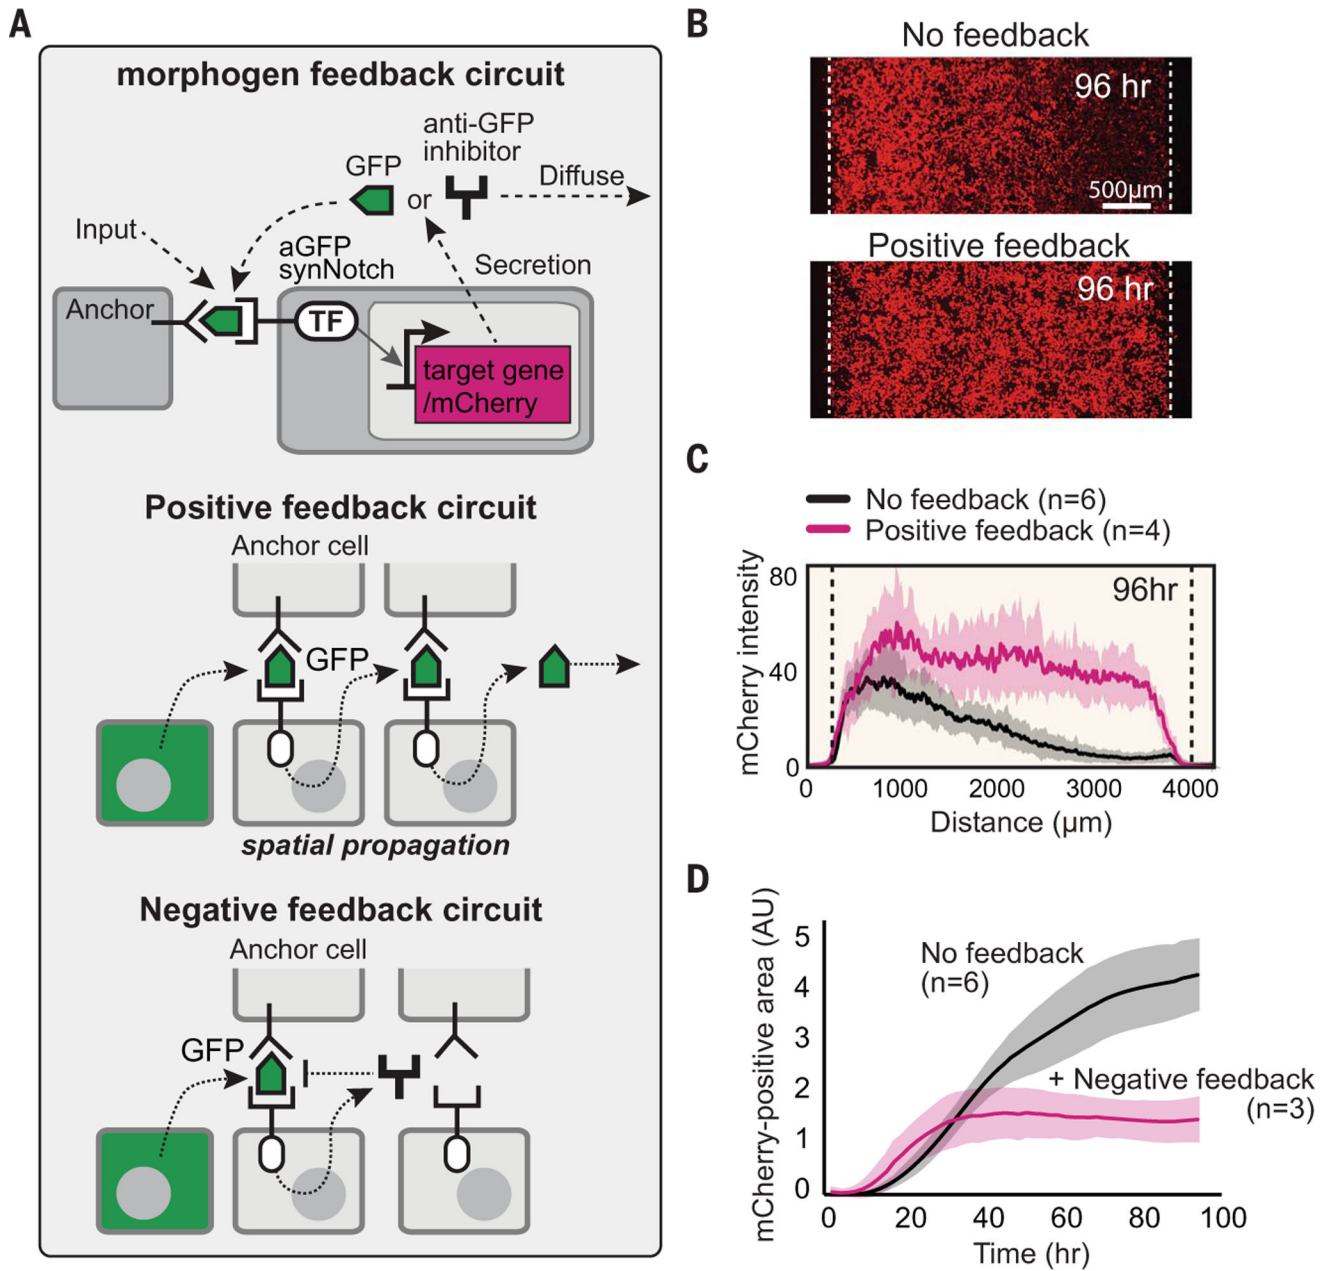 A
morphogen feedback circuit
anti-GFP
inhibitor
GFP
or
Diffuse
Input
aGFP
synNotch
Secretion
Anchor
TF
target gene
/mCherry
Positive feedback circuit
Anchor cell
GFP
spatial propagation
Negative feedback circuit
Anchor cell
GFP
B
No feedback
96 hr
500µm
Positive feedback
96 hr
C
No feedback (n=6)
Positive feedback (n=4)
96hr
mCherry intensity
80
40
0
0 1000 2000 3000 4000
Distance (µm)
D
mCherry-positive area (AU)
5
4
3
2
1
0
No feedback
(n=6)
+ Negative feedback
(n=3)
0 20 40 60 80 100
Time (hr)